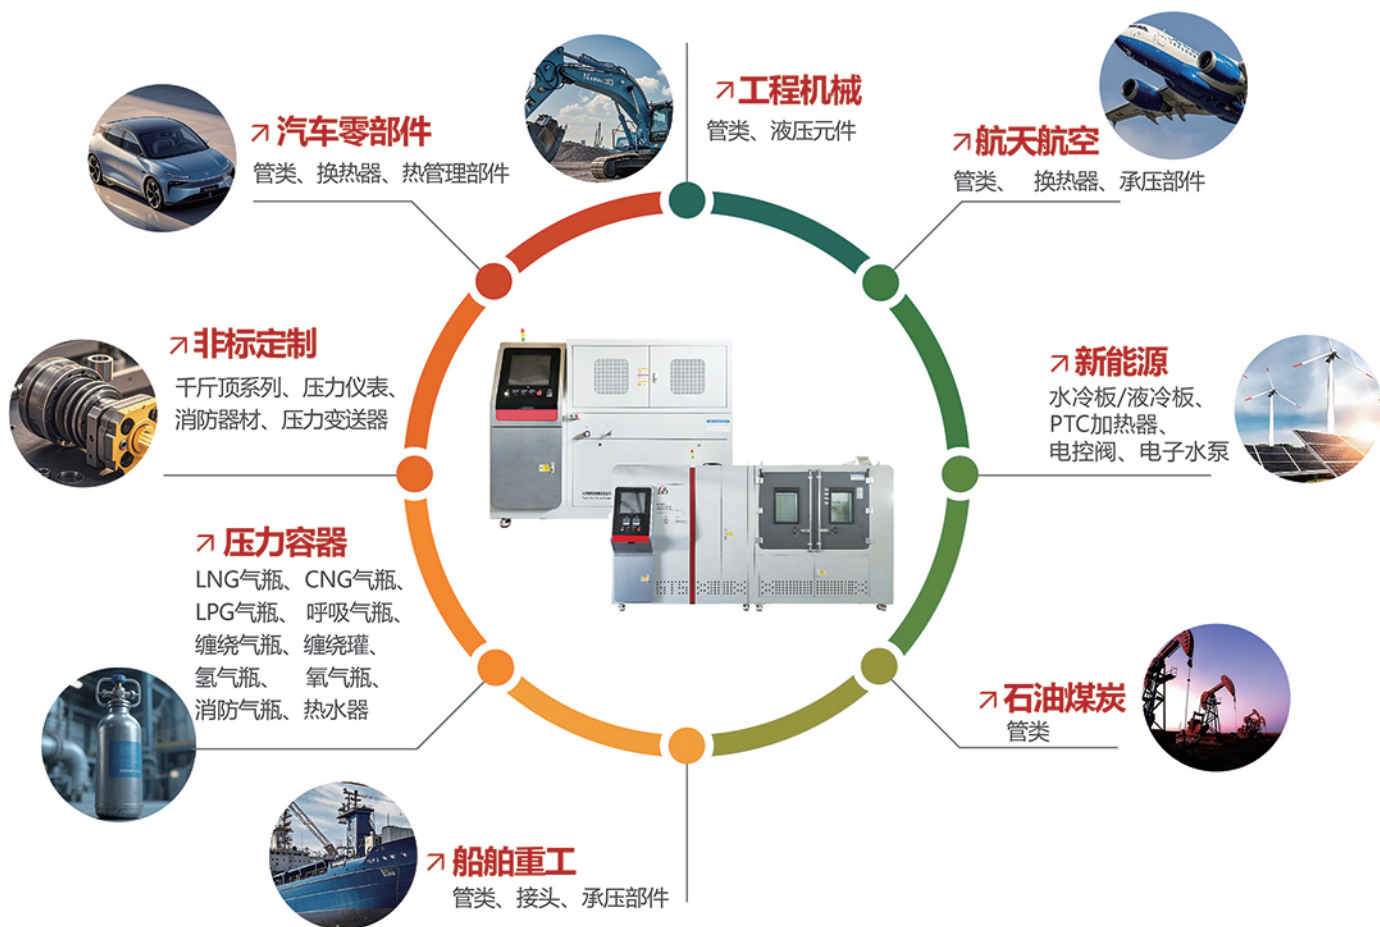 工程机械
管类、液压元件
航天航空
管类、 换热器、承压部件
新能源
水冷板/液冷板、
PTC加热器、
电控阀、电子水泵
石油煤炭
管类
船舶重工
管类、接头、承压部件
压力容器
LNG气瓶、CNG气瓶、
LPG气瓶、 呼吸气瓶、
缠绕气瓶、缠绕罐、
氢气瓶、 氧气瓶、
消防气瓶、热水器
非标定制
千斤顶系列、压力仪表、
消防器材、压力变送器
汽车零部件
管类、换热器、热管理部件